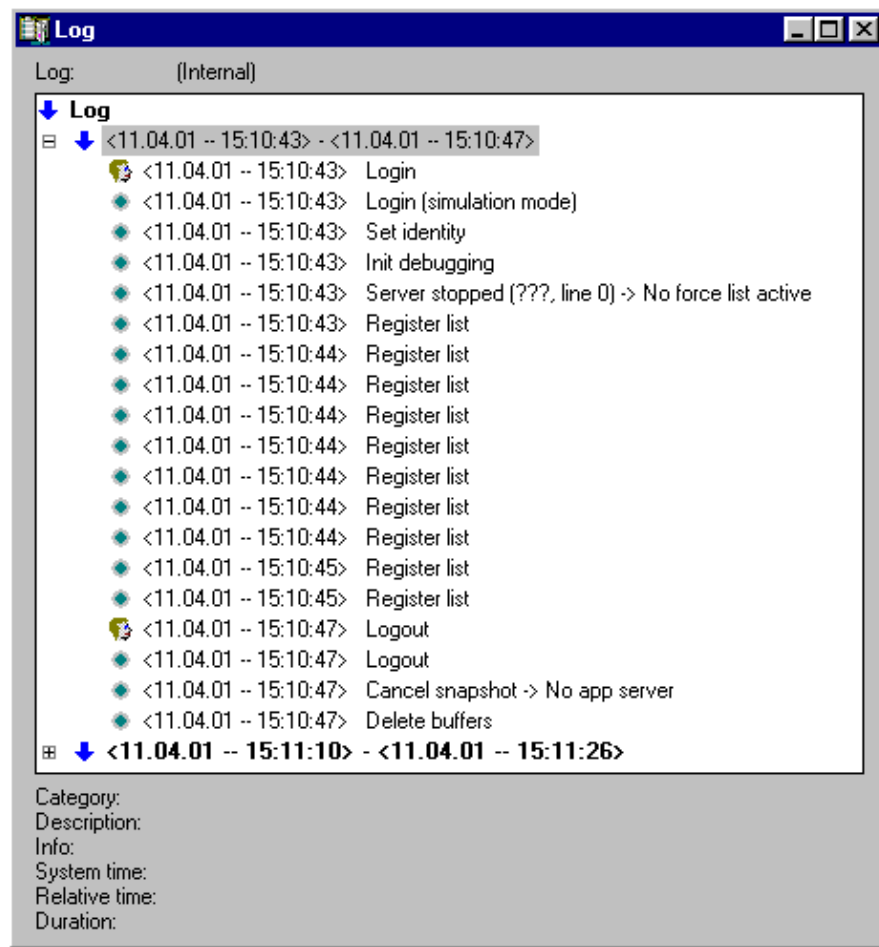 Log
Log: (Internal)
Log
<11.04.01 -- 15:10:43> - <11.04.01 -- 15:10:47>
<11.04.01 -- 15:10:43> Login
<11.04.01 -- 15:10:43> Login (simulation mode)
<11.04.01 -- 15:10:43> Set identity
<11.04.01 -- 15:10:43> Init debugging
<11.04.01 -- 15:10:43> Server stopped (???, line 0) -> No force list active
<11.04.01 -- 15:10:43> Register list
<11.04.01 -- 15:10:44> Register list
<11.04.01 -- 15:10:44> Register list
<11.04.01 -- 15:10:44> Register list
<11.04.01 -- 15:10:44> Register list
<11.04.01 -- 15:10:44> Register list
<11.04.01 -- 15:10:44> Register list
<11.04.01 -- 15:10:44> Register list
<11.04.01 -- 15:10:45> Register list
<11.04.01 -- 15:10:45> Register list
<11.04.01 -- 15:10:47> Logout
<11.04.01 -- 15:10:47> Logout
<11.04.01 -- 15:10:47> Cancel snapshot -> No app server
<11.04.01 -- 15:10:47> Delete buffers
<11.04.01 -- 15:11:10> - <11.04.01 -- 15:11:26>
Category:
Description:
Info:
System time:
Relative time:
Duration: